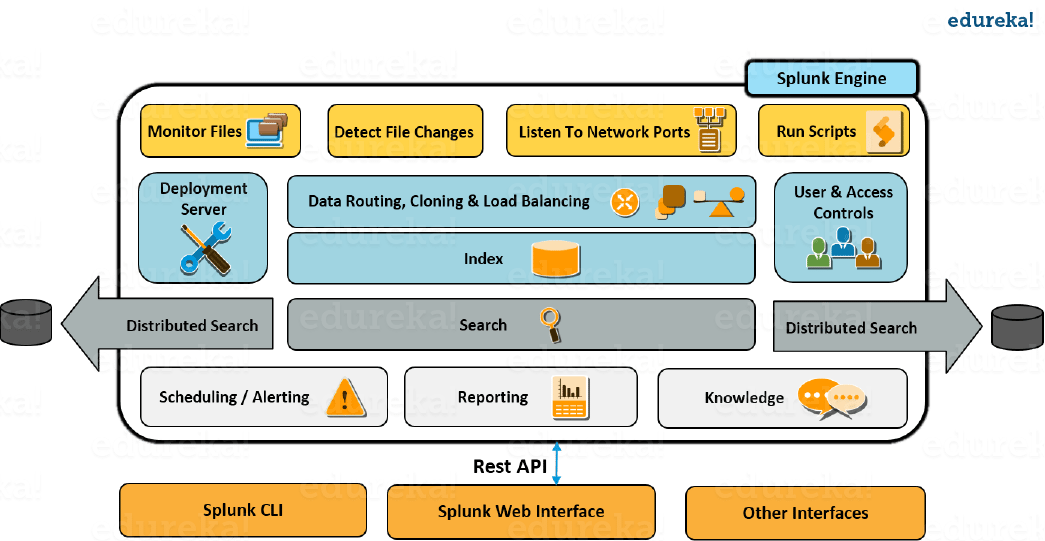 edureka!
Splunk Engine
Monitor Files
Detect File Changes
Listen To Network Ports
Run Scripts
Deployment
Server
Data Routing, Cloning & Load Balancing
User & Access
Controls
Index
Distributed Search
Search
Distributed Search
Scheduling / Alerting
Reporting
Knowledge
Rest API
Splunk CLI
Splunk Web Interface
Other Interfaces